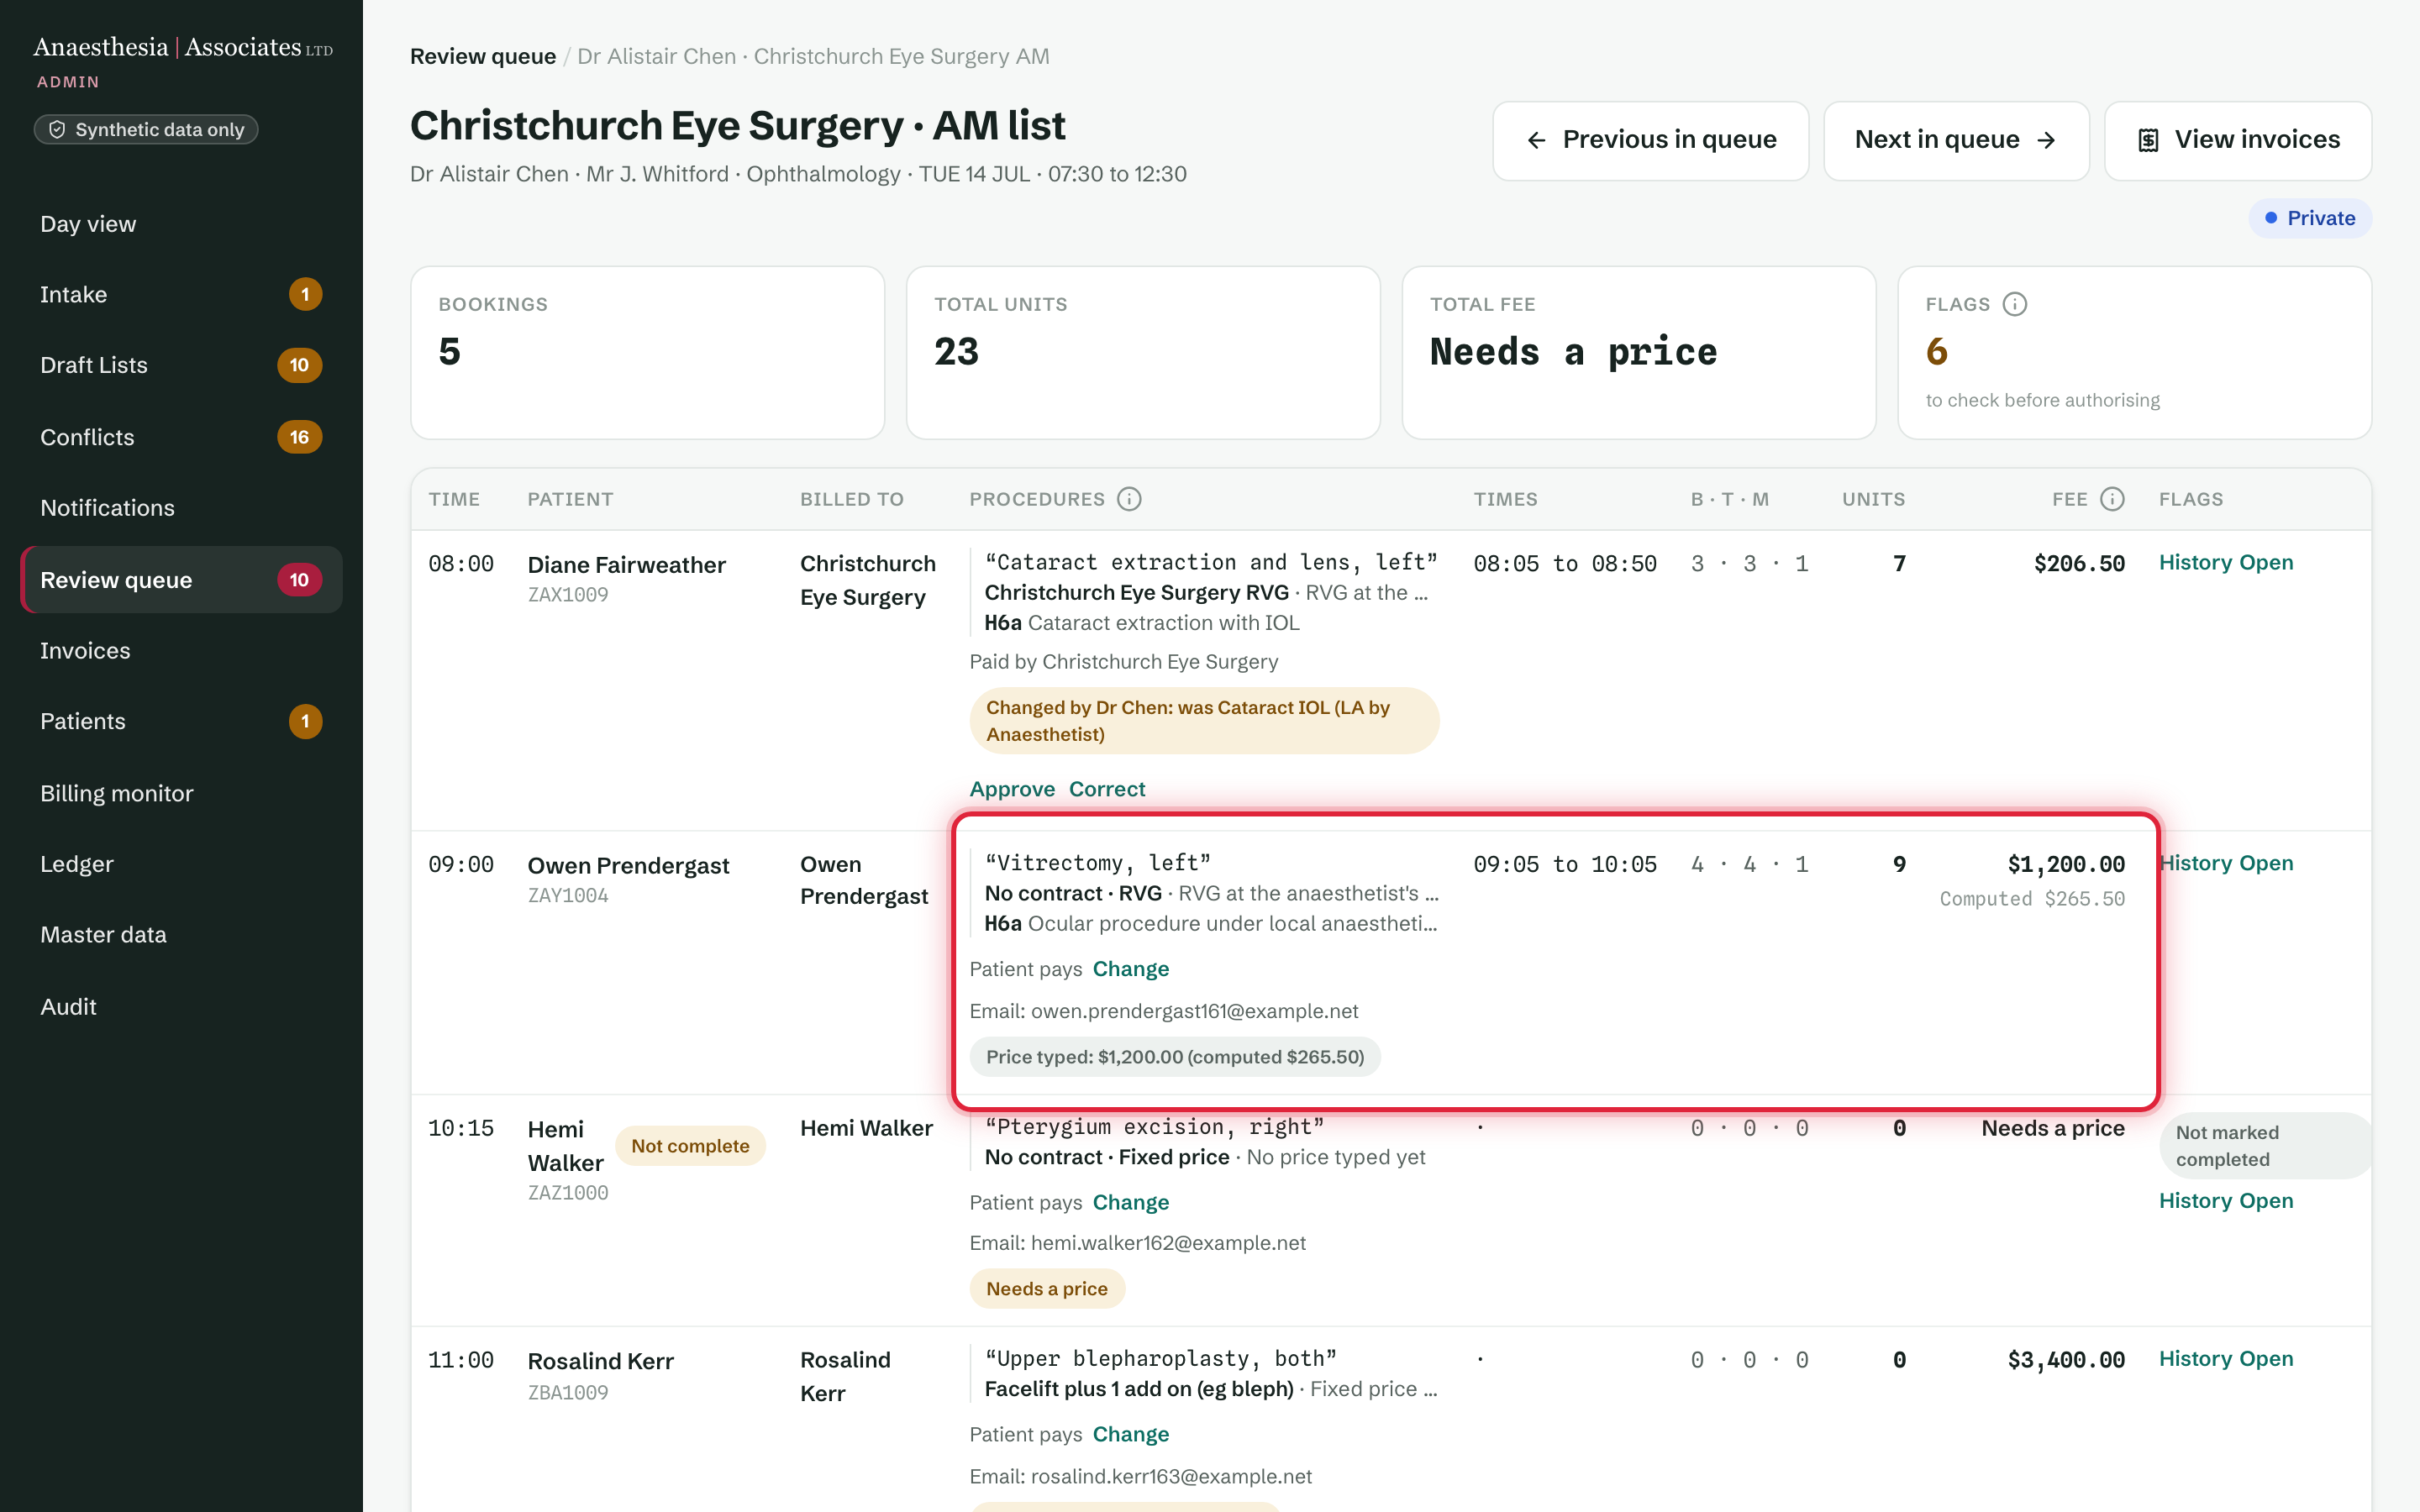 Anaesthesia | Associates LTD
ADMIN
Synthetic data only
Day view
Intake 1
Draft Lists 10
Conflicts 16
Notifications
Review queue 10
Invoices
Patients 1
Billing monitor
Ledger
Master data
Audit
Review queue / Dr Alistair Chen · Christchurch Eye Surgery AM
Christchurch Eye Surgery · AM list
Dr Alistair Chen · Mr J. Whitford · Ophthalmology · TUE 14 JUL · 07:30 to 12:30
← Previous in queue
Next in queue →
View invoices
Private
BOOKINGS
5
TOTAL UNITS
23
TOTAL FEE
Needs a price
FLAGS
6
to check before authorising
TIME PATIENT BILLED TO PROCEDURES TIMES B · T · M UNITS FEE FLAGS
08:00
Diane Fairweather
ZAX1009
Christchurch
Eye Surgery
“Cataract extraction and lens, left”
Christchurch Eye Surgery RVG · RVG at the ...
H6a Cataract extraction with IOL
Paid by Christchurch Eye Surgery
Changed by Dr Chen: was Cataract IOL (LA by
Anaesthetist)
Approve Correct
08:05 to 08:50
3 · 3 · 1
7
$206.50
History Open
09:00
Owen Prendergast
ZAY1004
Owen
Prendergast
“Vitrectomy, left”
No contract · RVG · RVG at the anaesthetist's ...
H6a Ocular procedure under local anaestheti...
Patient pays Change
Email: owen.prendergast161@example.net
Price typed: $1,200.00 (computed $265.50)
09:05 to 10:05
4 · 4 · 1
9
$1,200.00
Computed $265.50
History Open
10:15
Hemi
Walker
Not complete
ZAZ1000
Hemi Walker
“Pterygium excision, right”
No contract · Fixed price · No price typed yet
Patient pays Change
Email: hemi.walker162@example.net
Needs a price
·
0 · 0 · 0
0
Needs a price
Not marked
completed
History Open
11:00
Rosalind Kerr
ZBA1009
Rosalind
Kerr
“Upper blepharoplasty, both”
Facelift plus 1 add on (eg bleph) · Fixed price ...
Patient pays Change
Email: rosalind.kerr163@example.net
·
0 · 0 · 0
0
$3,400.00
History Open